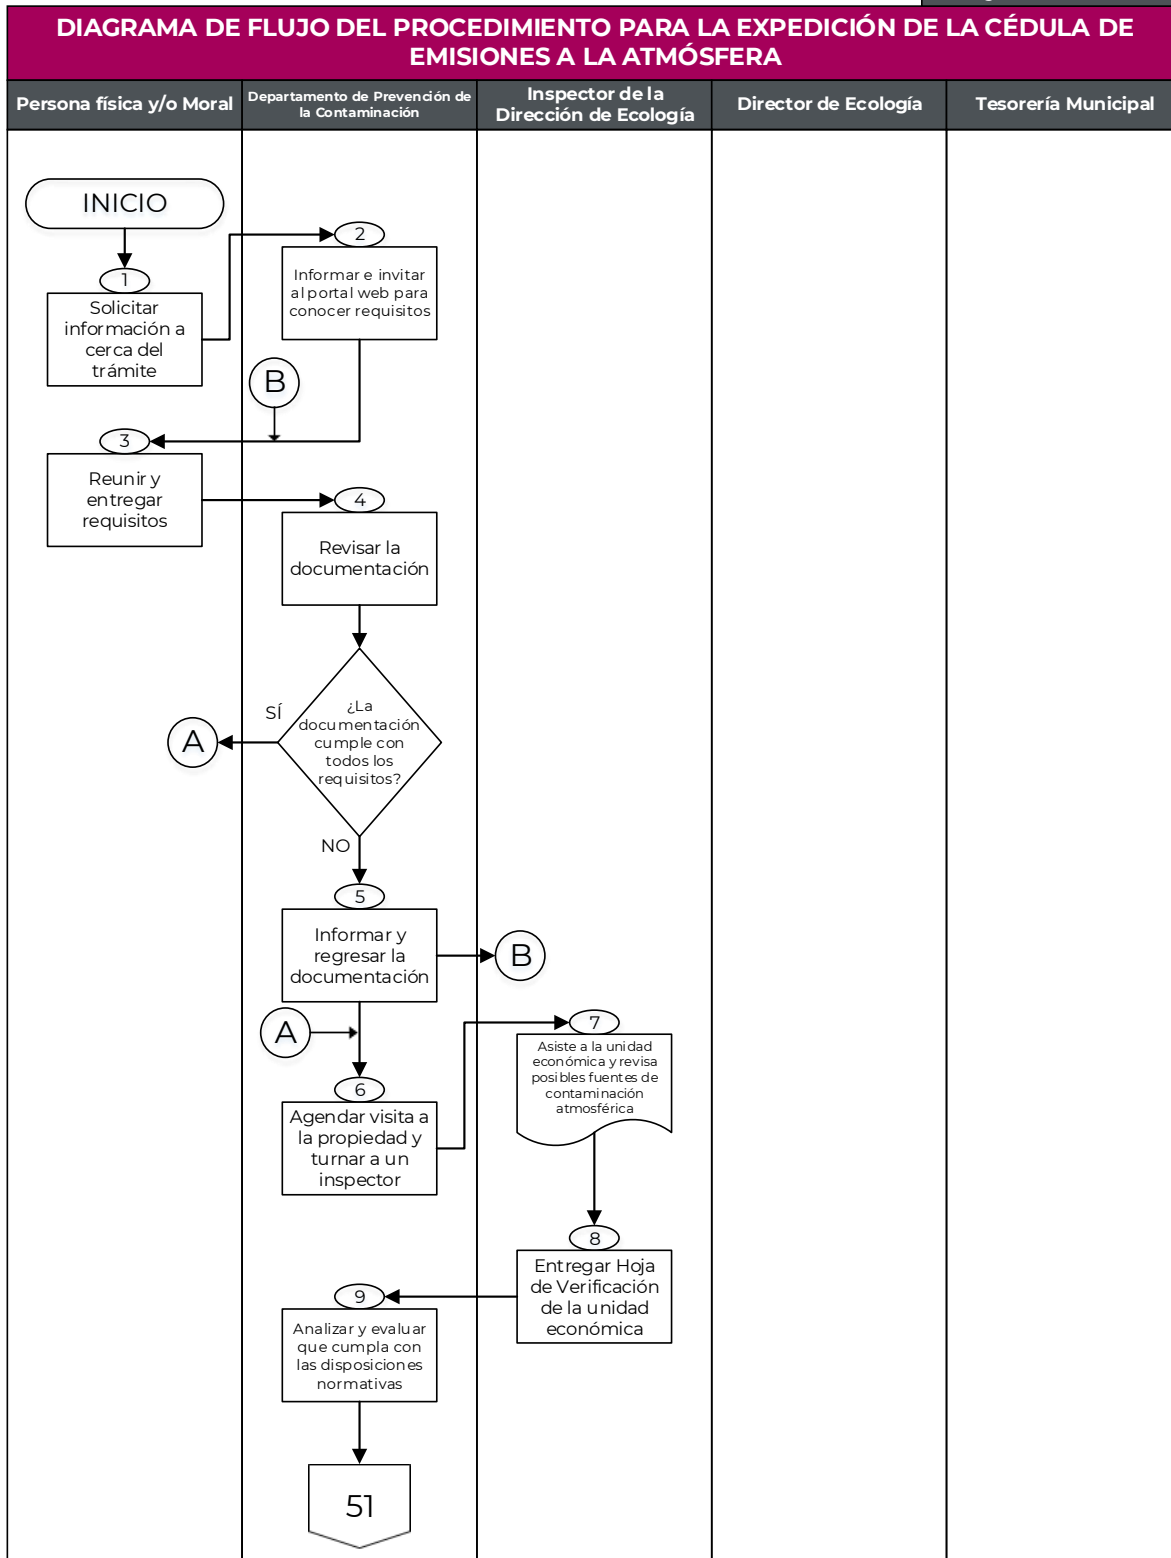 DIAGRAMA DE FLUJO DEL PROCEDIMIENTO PARA LA EXPEDICIÓN DE LA CÉDULA DE
EMISIONES A LA ATMÓSFERA
Persona física y/o Moral
Departamento de Prevención de
la Contaminación
Inspector de la
Dirección de Ecología
Director de Ecología
Tesorería Municipal
INICIO
1
Solicitar
información a
cerca del
trámite
2
Informar e invitar
al portal web para
conocer requisitos
B
3
Reunir y
entregar
requisitos
4
Revisar la
documentación
¿La
documentación
cumple con
todos los
requisitos?
SÍ
A
NO
5
Informar y
regresar la
documentación
B
A
6
Agendar visita a
la propiedad y
turnar a un
inspector
7
Asiste a la unidad
económica y revisa
posibles fuentes de
contaminación
atmosférica
8
Entregar Hoja
de Verificación
de la unidad
económica
9
Analizar y evaluar
que cumpla con
las disposiciones
normativas
51